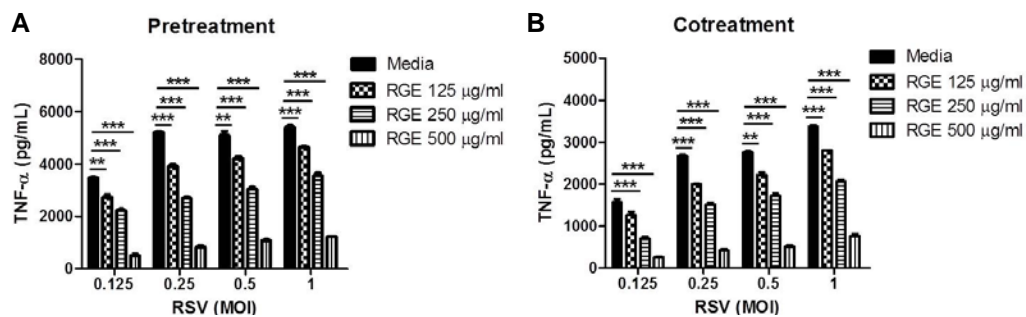 A
Pretreatment
TNF-α (pg/mL)
8000
6000
4000
2000
0
***
***
**
***
***
***
***
***
**
***
***
***
0.125
0.25
0.5
1
RSV (MOI)
Media
RGE 125 µg/ml
RGE 250 µg/ml
RGE 500 µg/ml
B
Cotreatment
TNF-α (pg/mL)
5000
4000
3000
2000
1000
0
***
***
***
***
***
***
***
**
***
***
***
0.125
0.25
0.5
1
RSV (MOI)
Media
RGE 125 µg/ml
RGE 250 µg/ml
RGE 500 µg/ml